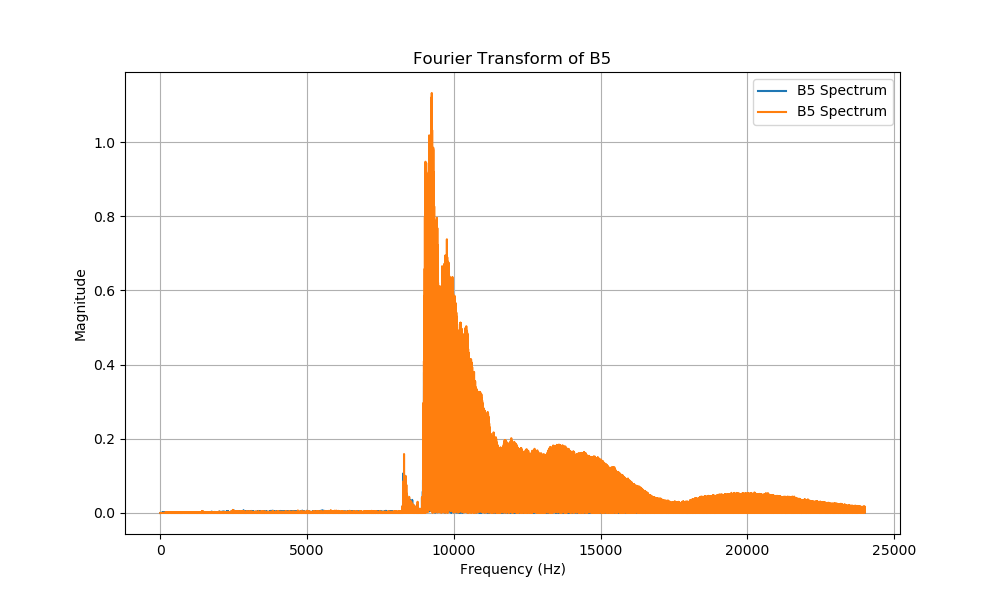 Fourier Transform of B5
B5 Spectrum
B5 Spectrum
Magnitude
1.0
0.8
0.6
0.4
0.2
0.0
0 5000 10000 15000 20000 25000
Frequency (Hz)